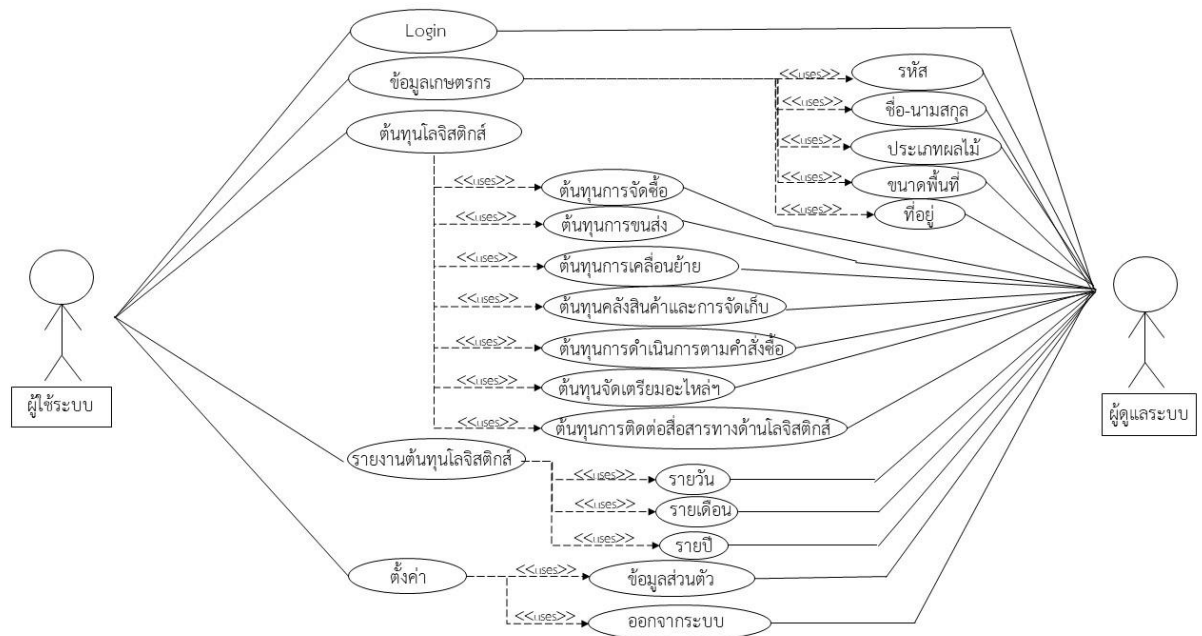 Login
ข้อมูลเกษตรกร
<<uses>>
รหัส
<<uses>>
ชื่อ-นามสกุล
ต้นทุนโลจิสติกส์
<<uses>>
ประเภทผลไม้
<<uses>>
ต้นทุนการจัดซื้อ
<<uses>>
ขนาดพื้นที่
<<uses>>
ที่อยู่
<<uses>>
ต้นทุนการขนส่ง
<<uses>>
ต้นทุนการเคลื่อนย้าย
<<uses>>
ต้นทุนคลังสินค้าและการจัดเก็บ
<<uses>>
ต้นทุนการดำเนินการตามคำสั่งซื้อ
<<uses>>
ต้นทุนจัดเตรียมอะไหล่ฯ
ผู้ใช้ระบบ
ผู้ดูแลระบบ
<<uses>>
ต้นทุนการติดต่อสื่อสารทางด้านโลจิสติกส์
รายงานต้นทุนโลจิสติกส์
<<uses>>
รายวัน
<<uses>>
รายเดือน
<<uses>>
รายปี
ตั้งค่า
<<uses>>
ข้อมูลส่วนตัว
<<uses>>
ออกจากระบบ